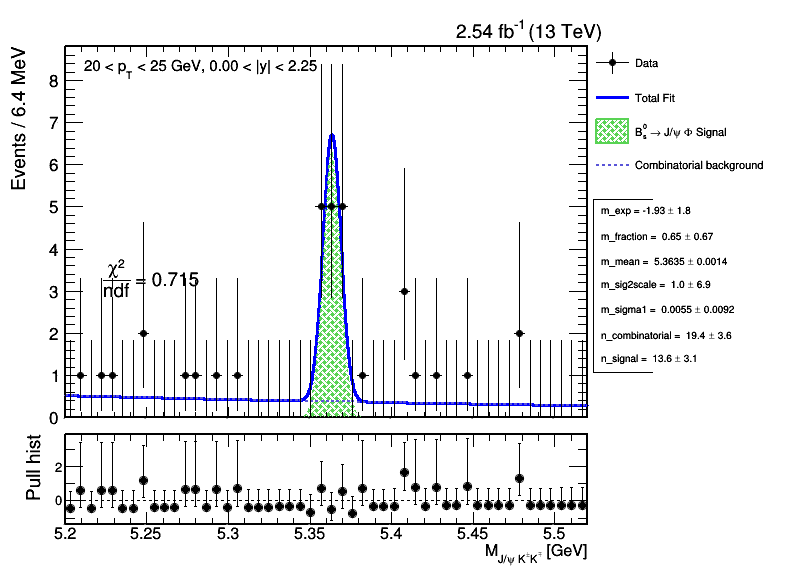 2.54 fb⁻¹ (13 TeV)
Events / 6.4 MeV
20 < p_T < 25 GeV, 0.00 < |y| < 2.25
8
7
6
5
4
3
2
1
0
χ²/ndf = 0.715
Data
Total Fit
B⁰_s → J/ψ Φ Signal
Combinatorial background
m_exp = -1.93 ± 1.8
m_fraction = 0.65 ± 0.67
m_mean = 5.3635 ± 0.0014
m_sig2scale = 1.0 ± 6.9
m_sigma1 = 0.0055 ± 0.0092
n_combinatorial = 19.4 ± 3.6
n_signal = 13.6 ± 3.1
Pull hist
2
0
5.2 5.25 5.3 5.35 5.4 5.45 5.5
M_J/ψ K±K∓ [GeV]